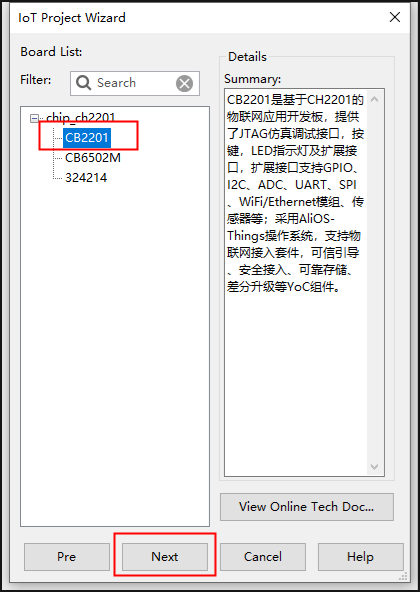 IoT Project Wizard
Board List:
Filter:
Search
chip_ch2201
CB2201
CB6502M
324214
Details
Summary:
CB2201是基于CH2201的
物联网应用开发板，提供
了JTAG仿真调试接口，按
键，LED指示灯及扩展接
口，扩展接口支持GPIO、
I2C、ADC、UART、SPI
、WiFi/Ethernet模组、传
感器等；采用AliOS-
Things操作系统，支持物
联网接入套件，可信引导
、安全接入、可靠存储、
差分升级等YoC组件。
View Online Tech Doc...
Pre
Next
Cancel
Help